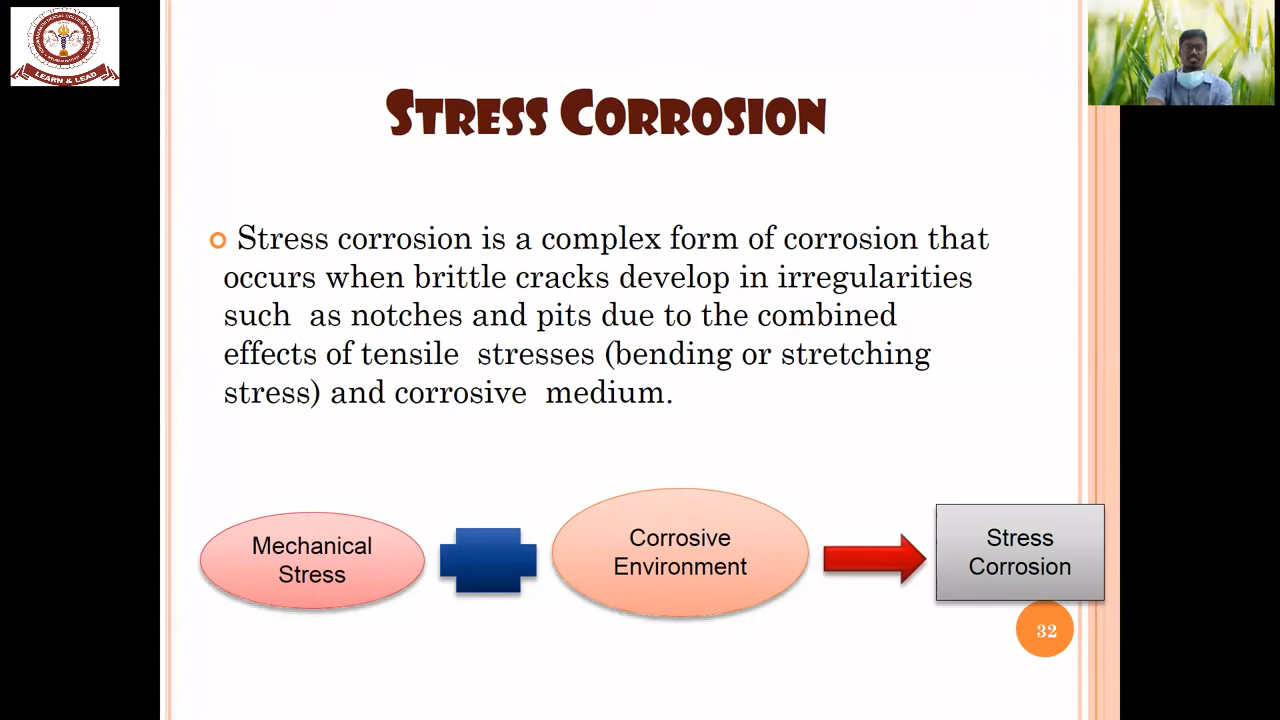 LEARN & LEAD
STRESS CORROSION
Stress corrosion is a complex form of corrosion that
occurs when brittle cracks develop in irregularities
such as notches and pits due to the combined
effects of tensile stresses (bending or stretching
stress) and corrosive medium.
Mechanical
Stress
Corrosive
Environment
Stress
Corrosion
32